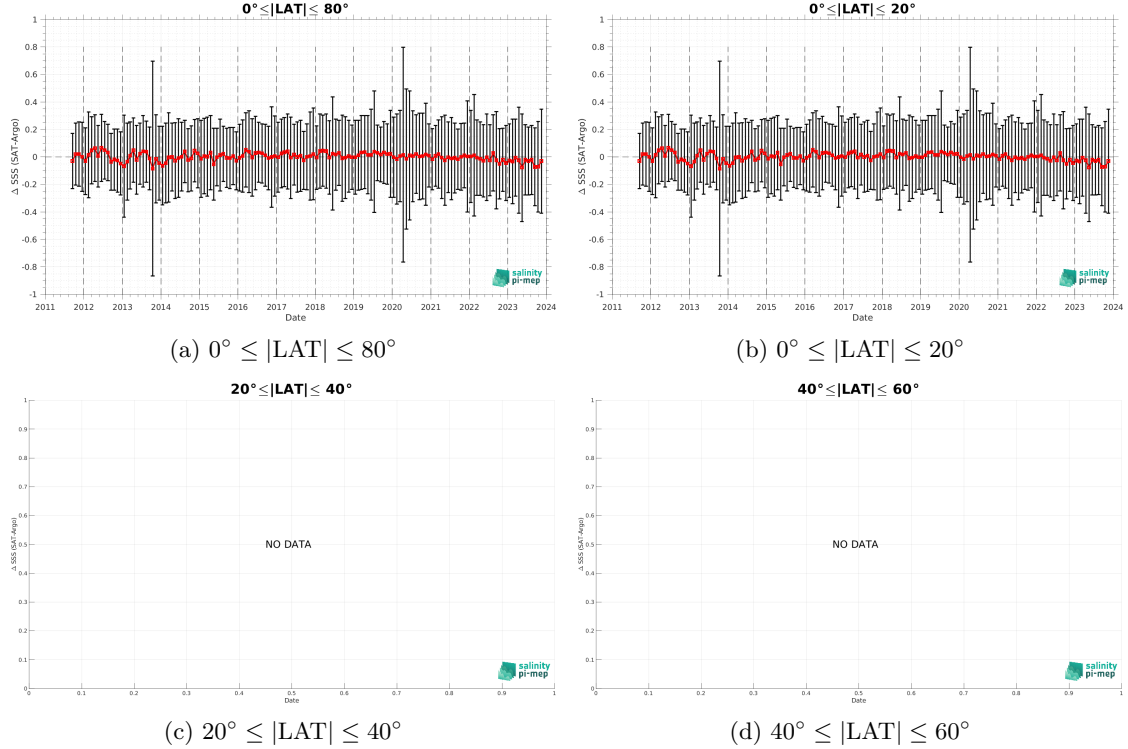 0°≤|LAT|≤ 80°
1
0.8
0.6
0.4
0.2
0
-0.2
-0.4
-0.6
-0.8
-1
Δ SSS (SAT-Argo)
2011 2012 2013 2014 2015 2016 2017 2018 2019 2020 2021 2022 2023 2024
Date
salinity
pi-mep
(a) 0° ≤ |LAT| ≤ 80°
0°≤|LAT|≤ 20°
1
0.8
0.6
0.4
0.2
0
-0.2
-0.4
-0.6
-0.8
-1
Δ SSS (SAT-Argo)
2011 2012 2013 2014 2015 2016 2017 2018 2019 2020 2021 2022 2023 2024
Date
salinity
pi-mep
(b) 0° ≤ |LAT| ≤ 20°
20°≤|LAT|≤ 40°
1
0.9
0.8
0.7
0.6
0.5
0.4
0.3
0.2
0.1
0
Δ SSS (SAT-Argo)
NO DATA
0 0.1 0.2 0.3 0.4 0.5 0.6 0.7 0.8 0.9 1
Date
salinity
pi-mep
(c) 20° ≤ |LAT| ≤ 40°
40°≤|LAT|≤ 60°
1
0.9
0.8
0.7
0.6
0.5
0.4
0.3
0.2
0.1
0
Δ SSS (SAT-Argo)
NO DATA
0 0.1 0.2 0.3 0.4 0.5 0.6 0.7 0.8 0.9 1
Date
salinity
pi-mep
(d) 40° ≤ |LAT| ≤ 60°